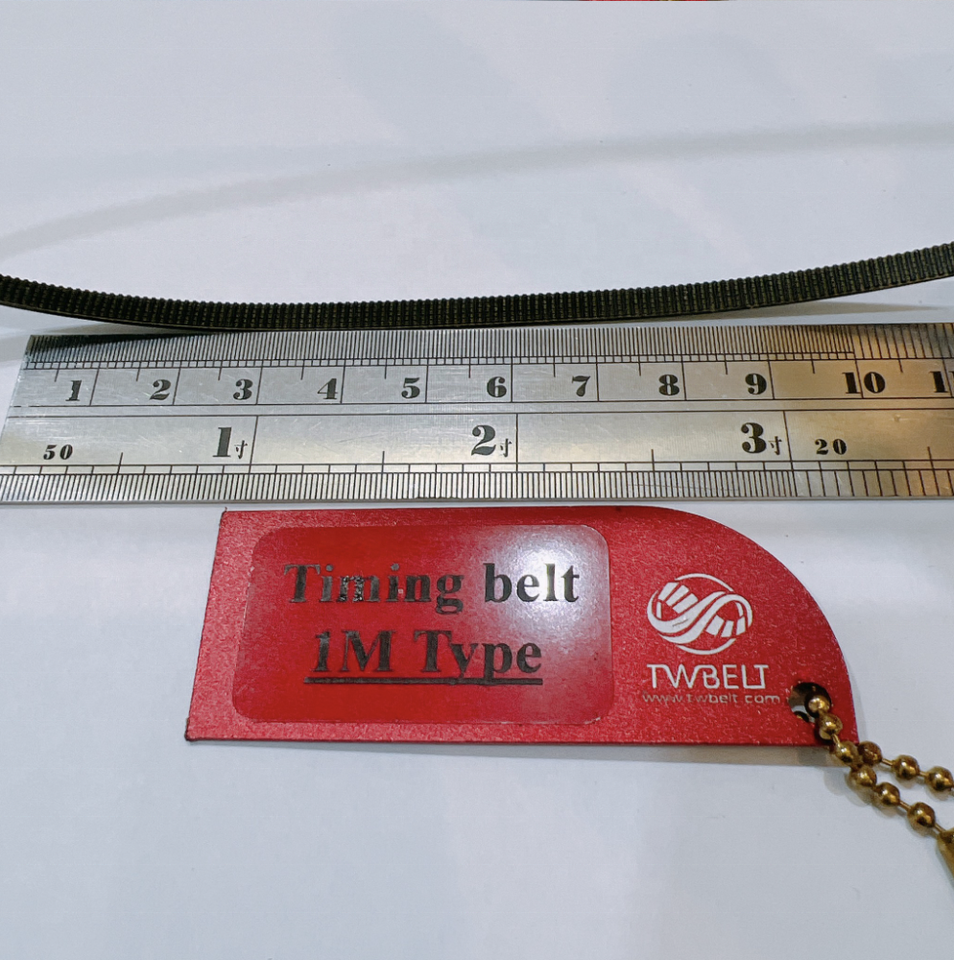 1 2 3 4 5 6 7 8 9 10 1
1寸 2寸 3寸
50 20
Timing belt
1M Type
TWBELT
www.twbelt.com